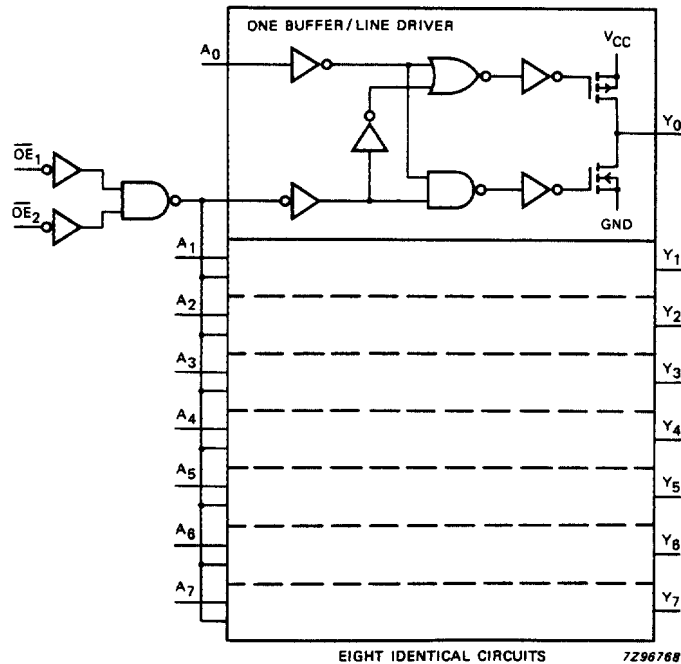 ONE BUFFER/LINE DRIVER
A0
VCC
Y0
OE1
OE2
GND
A1
Y1
A2
Y2
A3
Y3
A4
Y4
A5
Y5
A6
Y6
A7
Y7
EIGHT IDENTICAL CIRCUITS
7Z96768